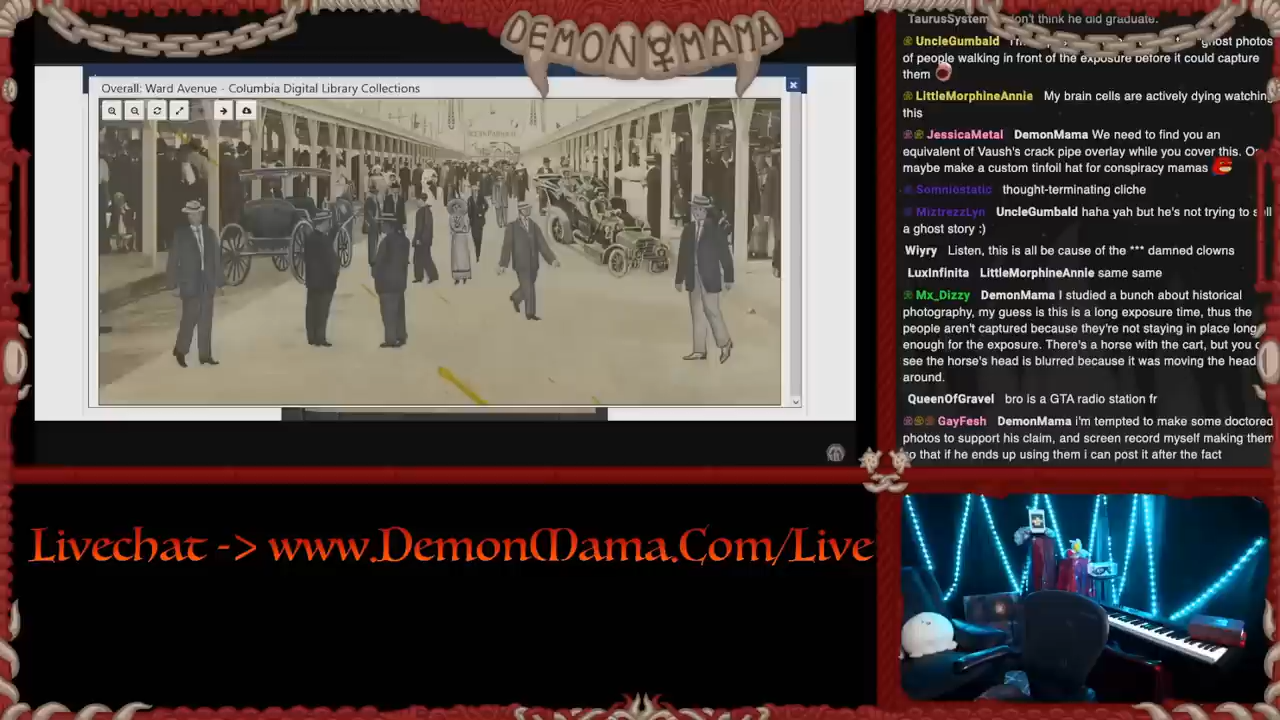 DEMON MAMA
Overall: Ward Avenue - Columbia Digital Library Collections
TaurusSystem don't think he did graduate.
UncleGumbald
ghost photos
of people walking in front of the exposure before it could capture
them
LittleMorphineAnnie My brain cells are actively dying watching
this
JessicaMetal DemonMama We need to find you an
equivalent of Vaush's crack pipe overlay while you cover this. Or
maybe make a custom tinfoil hat for conspiracy mamas
Somniostatic thought-terminating cliche
MiztrezzLyn UncleGumbald haha yah but he's not trying to sell
a ghost story :)
Wiyry Listen, this is all be cause of the *** damned clowns
LuxInfinita LittleMorphineAnnie same same
Mx_Dizzy DemonMama I studied a bunch about historical
photography, my guess is this is a long exposure time, thus the
people aren't captured because they're not staying in place long
enough for the exposure. There's a horse with the cart, but you c
see the horse's head is blurred because it was moving the head
around.
QueenOfGravel bro is a GTA radio station fr
GayFesh DemonMama i'm tempted to make some doctored
photos to support his claim, and screen record myself making them
so that if he ends up using them i can post it after the fact
Livechat -> www.DemonMama.Com/Live